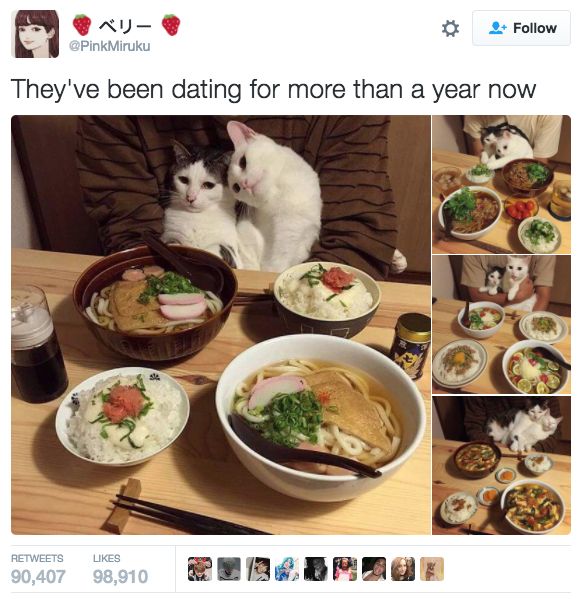 🍓 ベリー 🍓
@PinkMiruku
Follow
They've been dating for more than a year now
RETWEETS
90,407
LIKES
98,910